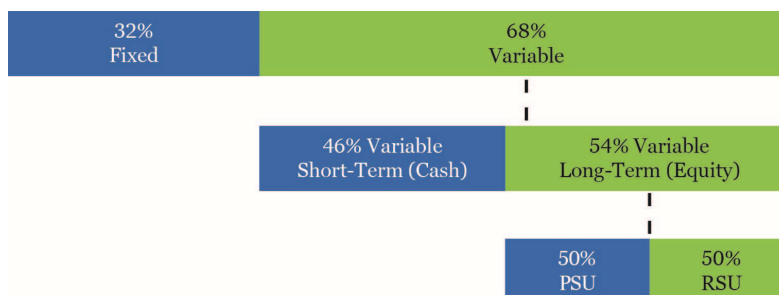 32%
Fixed
68%
Variable
46% Variable
Short-Term (Cash)
54% Variable
Long-Term (Equity)
50%
PSU
50%
RSU